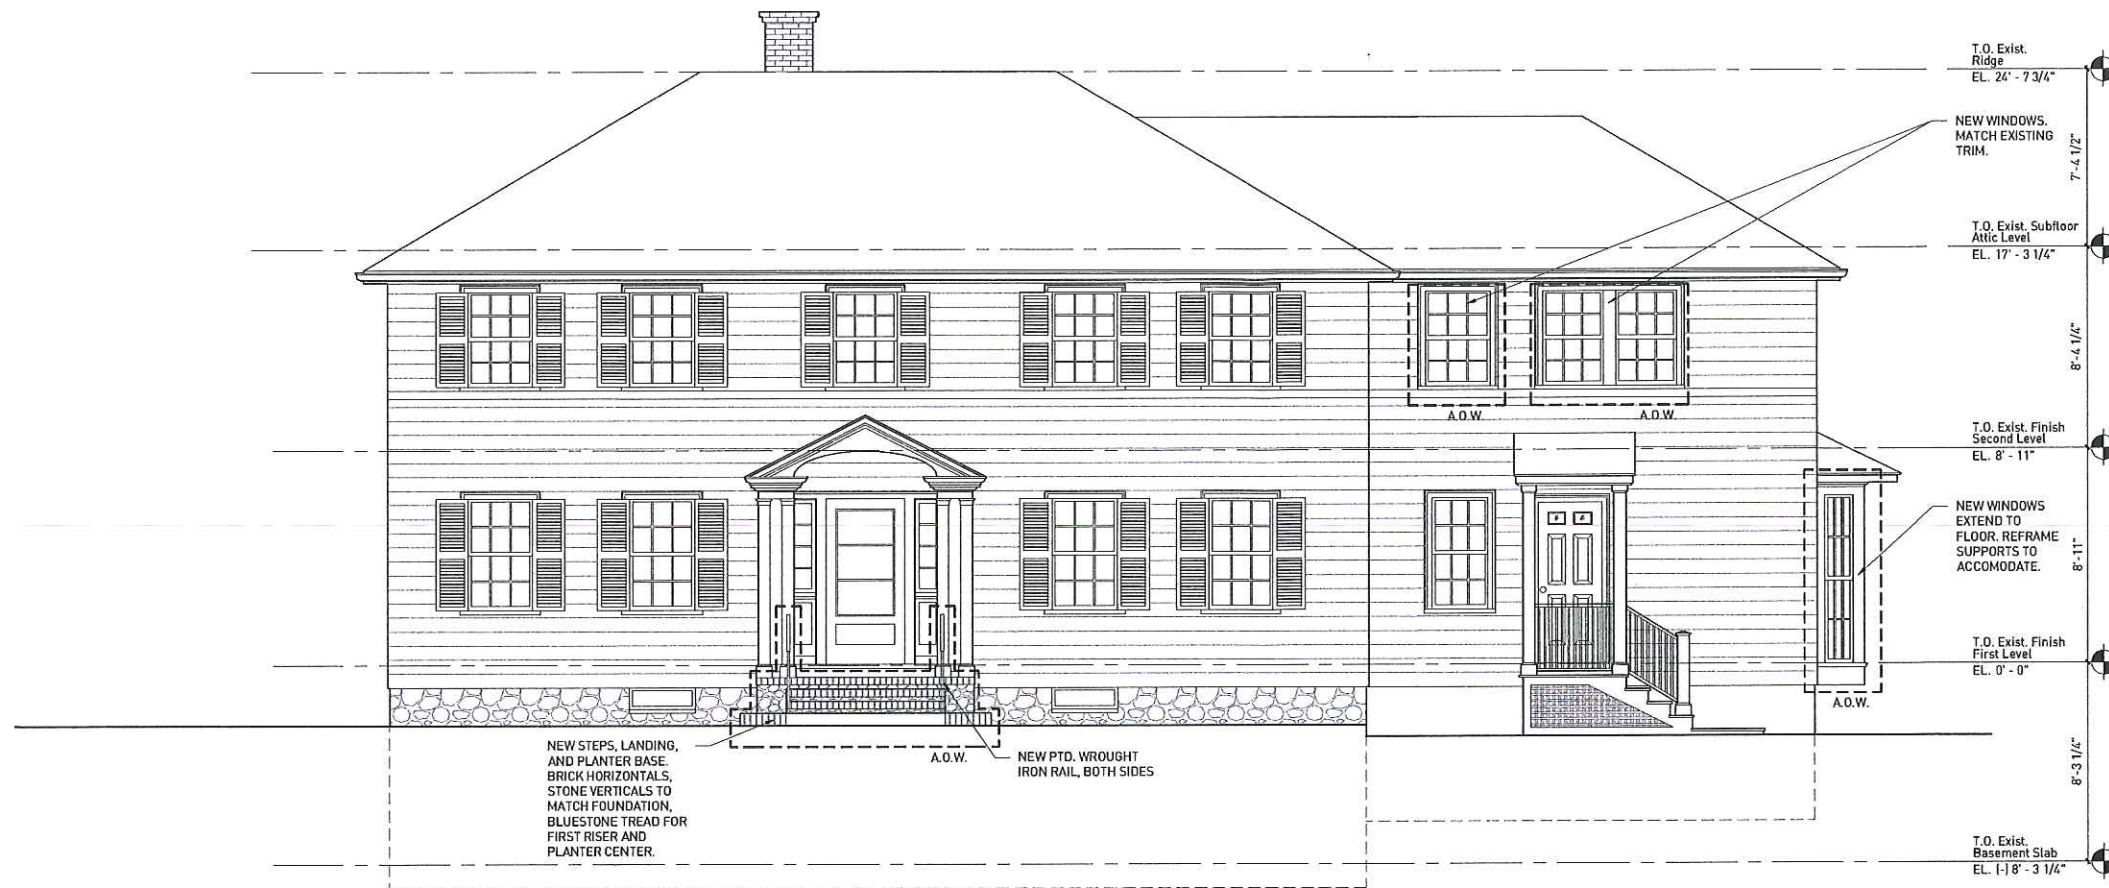 T.O. Exist.
Ridge
EL. 24' - 7 3/4"
NEW WINDOWS.
MATCH EXISTING
TRIM.
7'-4 1/2"
T.O. Exist. Subfloor
Attic Level
EL. 17' - 3 1/4"
8'-4 1/4"
A.O.W.
A.O.W.
T.O. Exist. Finish
Second Level
EL. 8' - 11"
NEW WINDOWS
EXTEND TO
FLOOR. REFRAME
SUPPORTS TO
ACCOMODATE.
8'-11"
T.O. Exist. Finish
First Level
EL. 0' - 0"
A.O.W.
NEW STEPS, LANDING,
AND PLANTER BASE.
BRICK HORIZONTALS,
STONE VERTICALS TO
MATCH FOUNDATION,
BLUESTONE TREAD FOR
FIRST RISER AND
PLANTER CENTER.
A.O.W.
NEW PTD. WROUGHT
IRON RAIL, BOTH SIDES
8'-3 1/4"
T.O. Exist.
Basement Slab
EL. (-) 8' - 3 1/4"